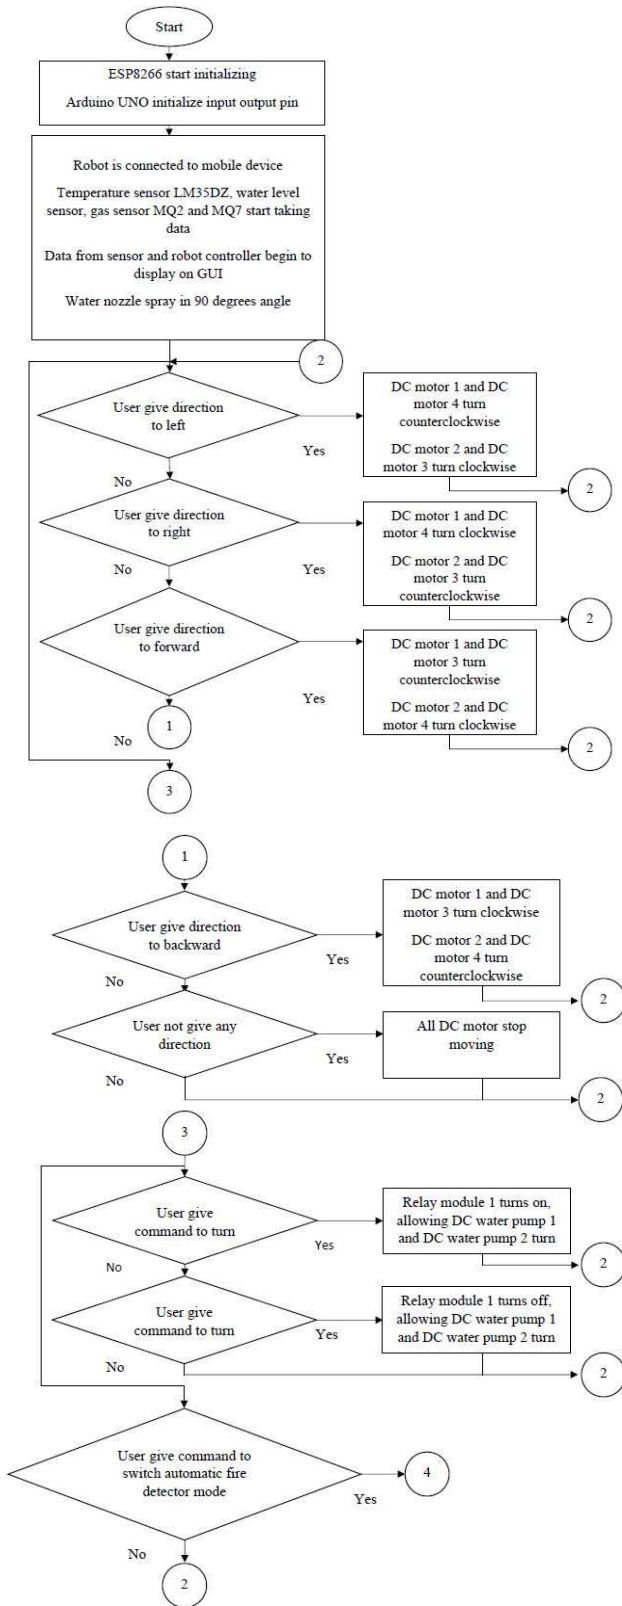 Start
ESP8266 start initializing
Arduino UNO initialize input output pin
Robot is connected to mobile device
Temperature sensor LM35DZ, water level
sensor, gas sensor MQ2 and MQ7 start taking
data
Data from sensor and robot controller begin to
display on GUI
Water nozzle spray in 90 degrees angle
2
User give direction
to left
Yes
DC motor 1 and DC
motor 4 turn
counterclockwise
DC motor 2 and DC
motor 3 turn clockwise
2
No
User give direction
to right
Yes
DC motor 1 and DC
motor 4 turn clockwise
DC motor 2 and DC
motor 3 turn
counterclockwise
2
No
User give direction
to forward
Yes
DC motor 1 and DC
motor 3 turn
counterclockwise
DC motor 2 and DC
motor 4 turn clockwise
2
1
No
3
1
User give direction
to backward
Yes
DC motor 1 and DC
motor 3 turn clockwise
DC motor 2 and DC
motor 4 turn
counterclockwise
2
No
User not give any
direction
Yes
All DC motor stop
moving
No
2
3
User give
command to turn
Yes
Relay module 1 turns on,
allowing DC water pump 1
and DC water pump 2 turn
2
No
User give
command to turn
Yes
Relay module 1 turns off,
allowing DC water pump 1
and DC water pump 2 turn
No
2
User give command to
switch automatic fire
detector mode
Yes
4
No
2